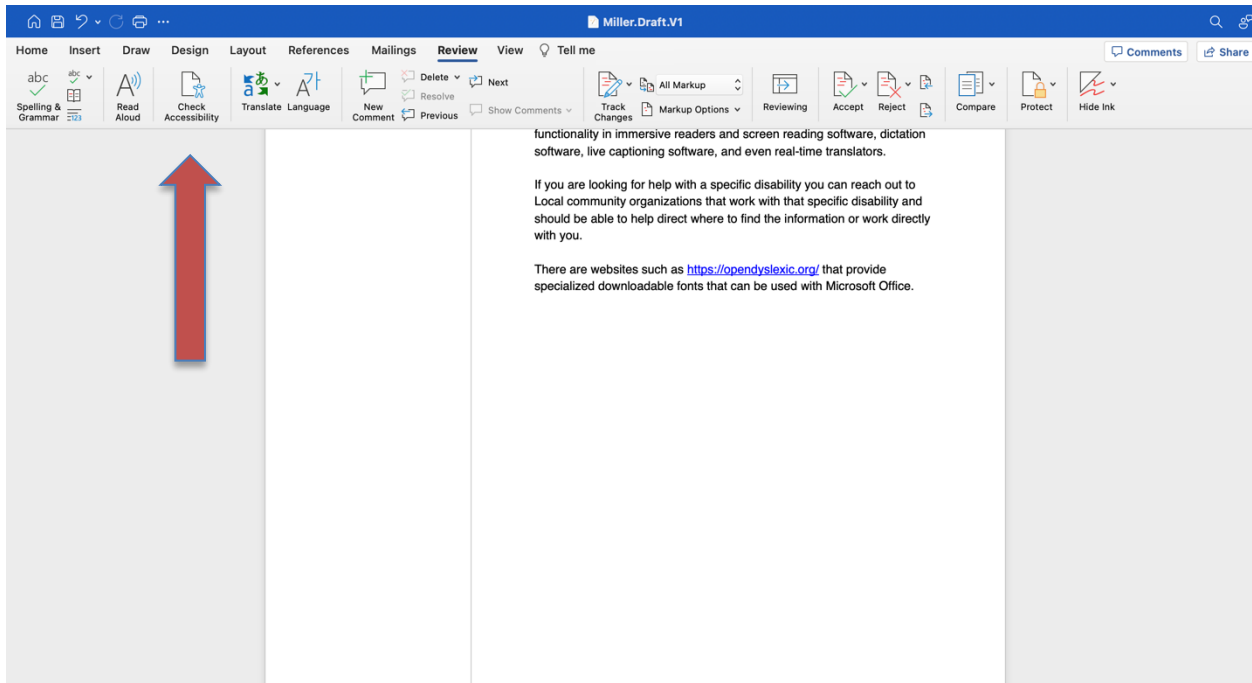 Miller.Draft.V1
Home Insert Draw Design Layout References Mailings Review View Tell me Comments Share
abc abc
Spelling & Grammar
123
Read Aloud
Check Accessibility
Translate
Language
New Comment
Delete
Resolve
Previous
Next
Show Comments
Track Changes
All Markup
Markup Options
Reviewing
Accept
Reject
Compare
Protect
Hide Ink
functionality in immersive readers and screen reading software, dictation
software, live captioning software, and even real-time translators.
If you are looking for help with a specific disability you can reach out to
Local community organizations that work with that specific disability and
should be able to help direct where to find the information or work directly
with you.
There are websites such as https://opendyslexic.org/ that provide
specialized downloadable fonts that can be used with Microsoft Office.